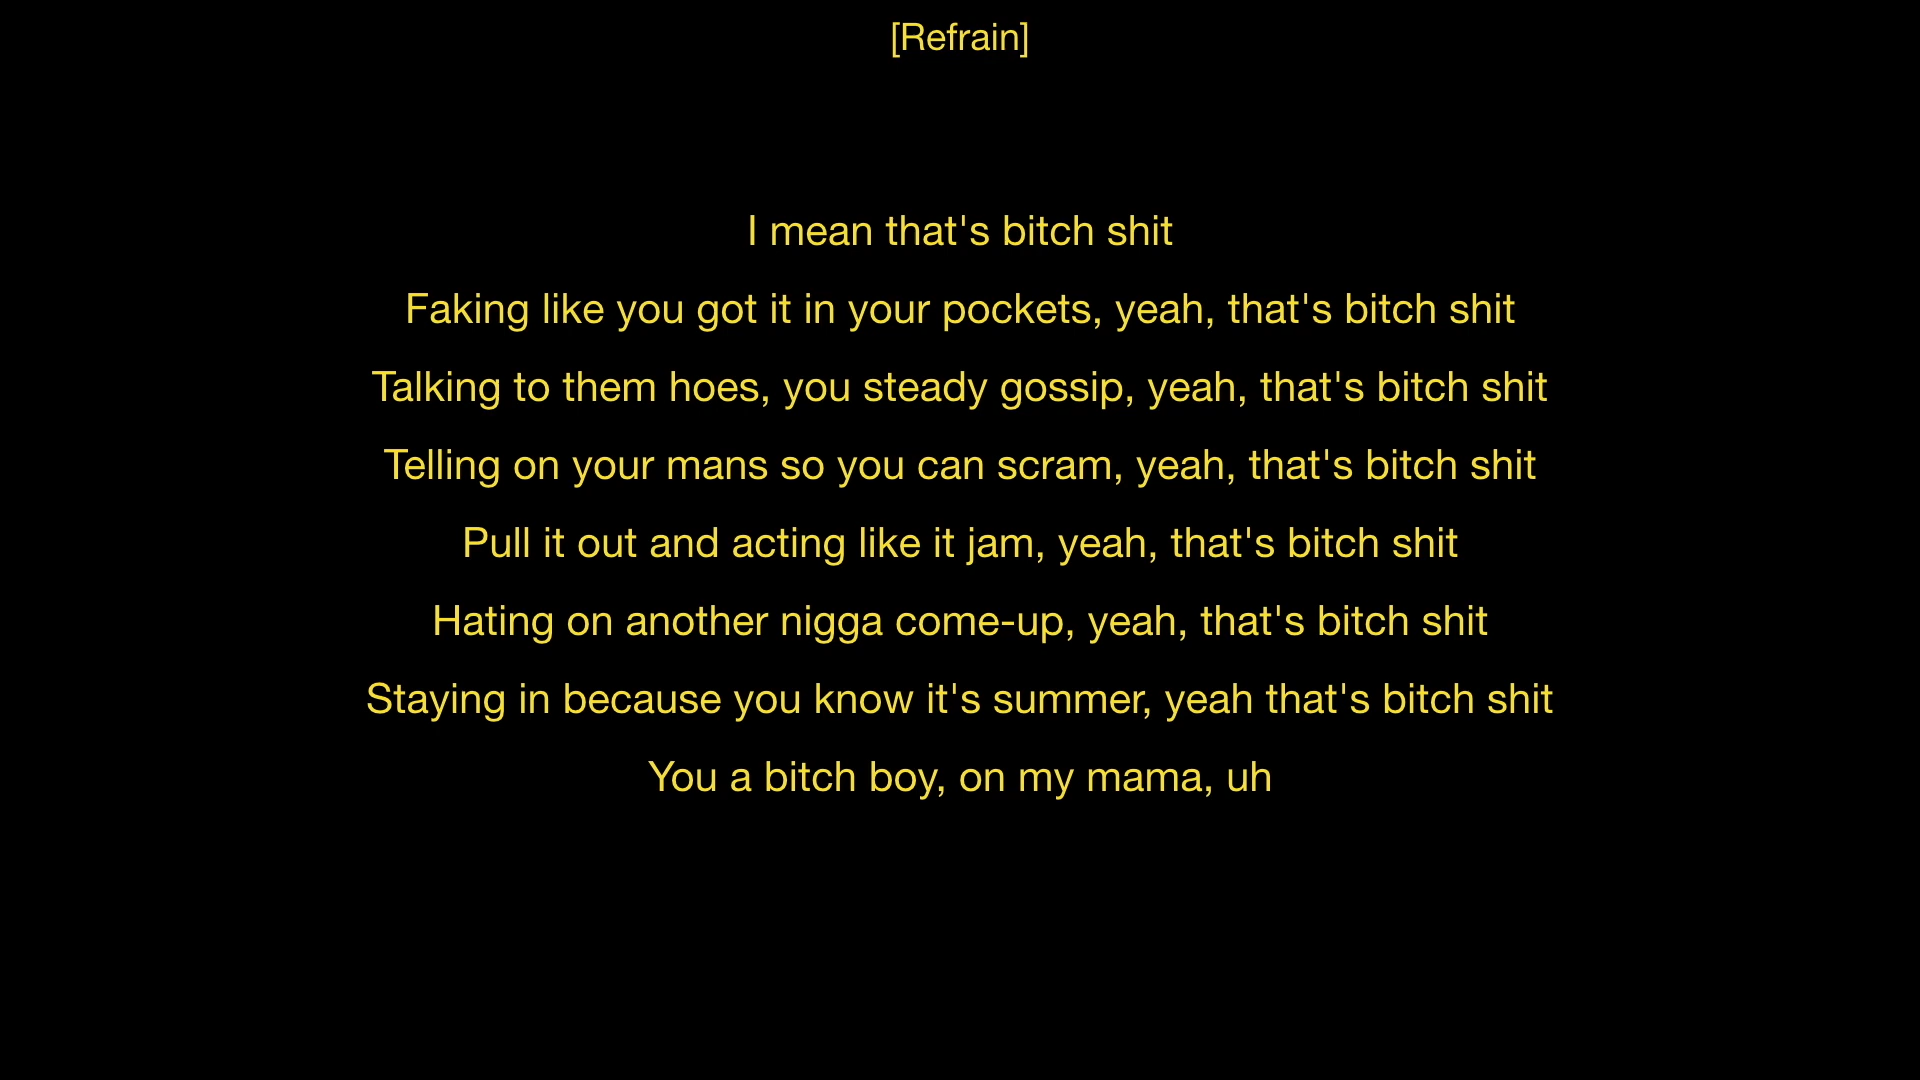 [Refrain]
I mean that's bitch shit
Faking like you got it in your pockets, yeah, that's bitch shit
Talking to them hoes, you steady gossip, yeah, that's bitch shit
Telling on your mans so you can scram, yeah, that's bitch shit
Pull it out and acting like it jam, yeah, that's bitch shit
Hating on another nigga come-up, yeah, that's bitch shit
Staying in because you know it's summer, yeah that's bitch shit
You a bitch boy, on my mama, uh